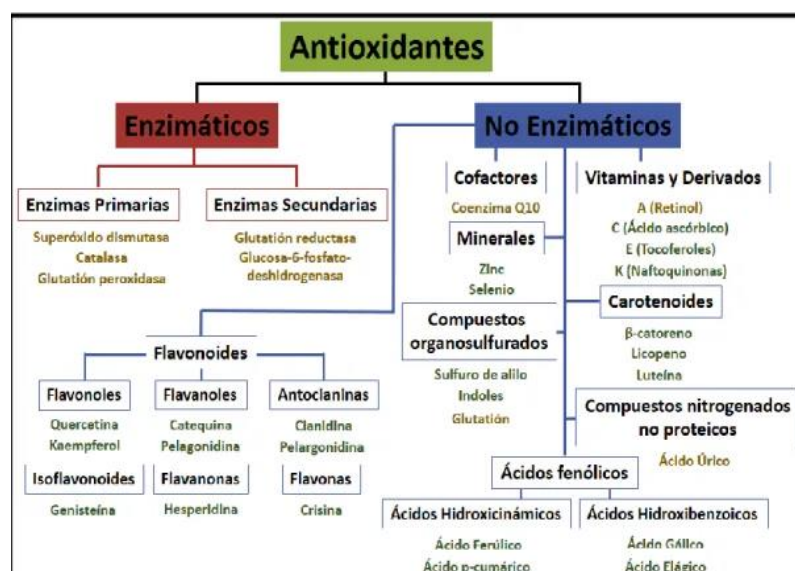 Antioxidantes
Enzimáticos
No Enzimáticos
Enzimas Primarias
Superóxido dismutasa
Catalasa
Glutatión peroxidasa
Enzimas Secundarias
Glutatión reductasa
Glucosa-6-fosfato-
deshidrogenasa
Cofactores
Coenzima Q10
Minerales
Zinc
Selenio
Compuestos
organosulfurados
Sulfuro de alilo
Indoles
Glutatión
Vitaminas y Derivados
A (Retinol)
C (Ácido ascórbico)
E (Tocoferoles)
K (Naftoquinonas)
Carotenoides
β-catoreno
Licopeno
Luteína
Compuestos nitrogenados
no proteicos
Ácido Úrico
Flavonoides
Flavonoles
Quercetina
Kaempferol
Flavanoles
Catequina
Pelagonidina
Antocianinas
Cianidina
Pelargonidina
Isoflavonoides
Genisteína
Flavanonas
Hesperidina
Flavonas
Crisina
Ácidos fenólicos
Ácidos Hidroxicinámicos
Ácido Ferúlico
Ácido p-cumárico
Ácidos Hidroxibenzoicos
Ácido Gálico
Ácido Elágico